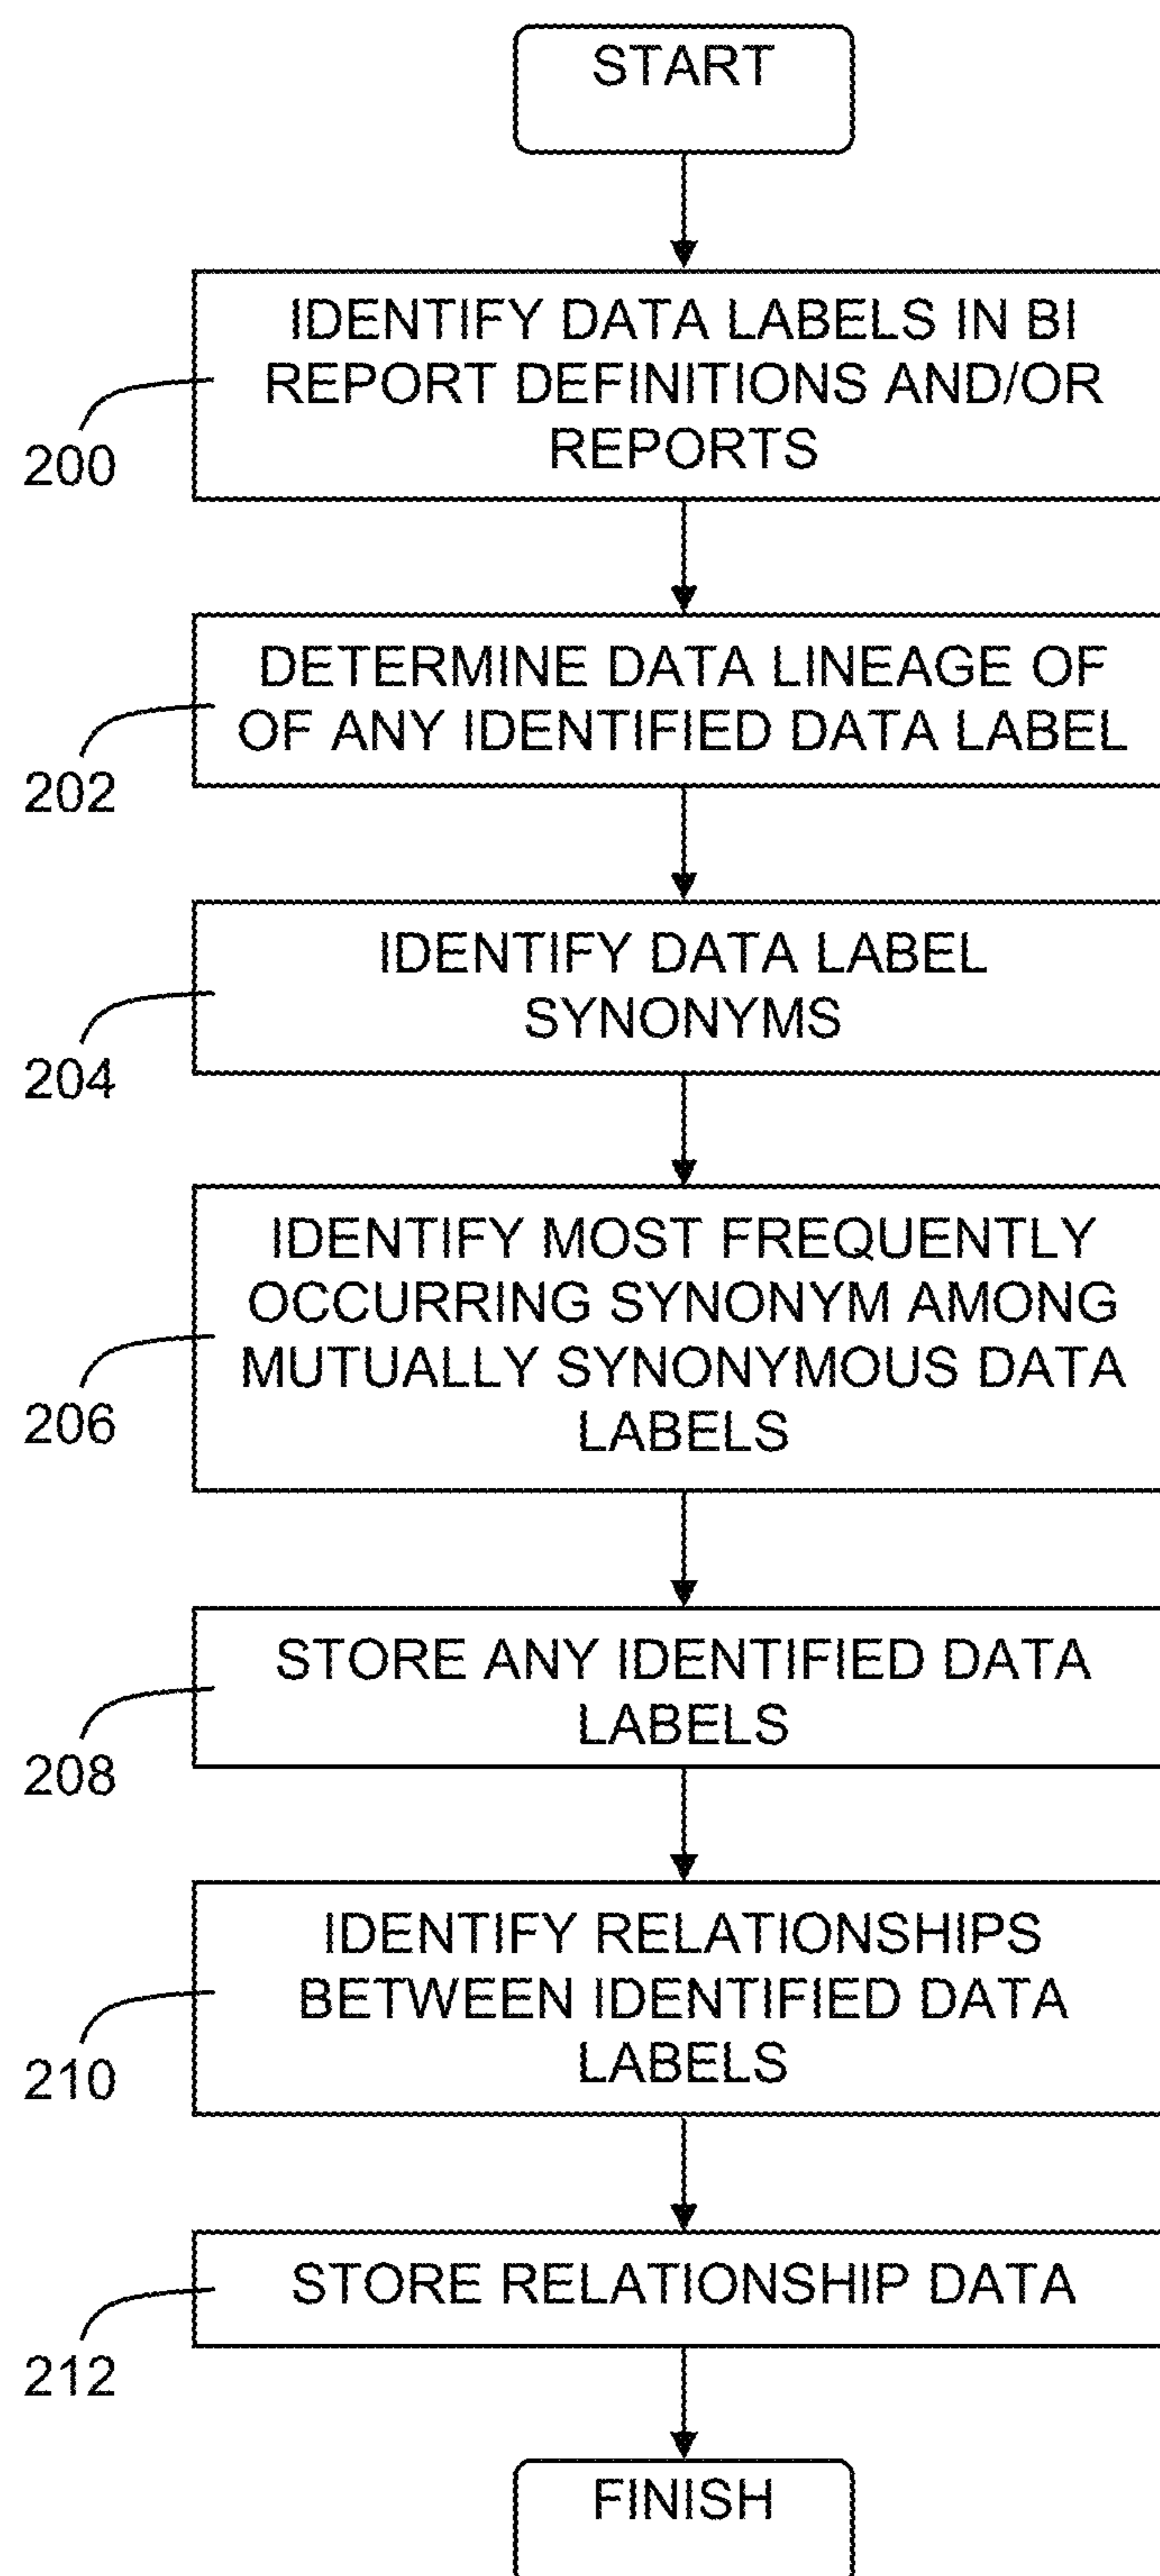 START
IDENTIFY DATA LABELS IN BI
REPORT DEFINITIONS AND/OR
REPORTS
200
DETERMINE DATA LINEAGE OF
OF ANY IDENTIFIED DATA LABEL
202
IDENTIFY DATA LABEL
SYNONYMS
204
IDENTIFY MOST FREQUENTLY
OCCURRING SYNONYM AMONG
MUTUALLY SYNONYMOUS DATA
LABELS
206
STORE ANY IDENTIFIED DATA
LABELS
208
IDENTIFY RELATIONSHIPS
BETWEEN IDENTIFIED DATA
LABELS
210
STORE RELATIONSHIP DATA
212
FINISH